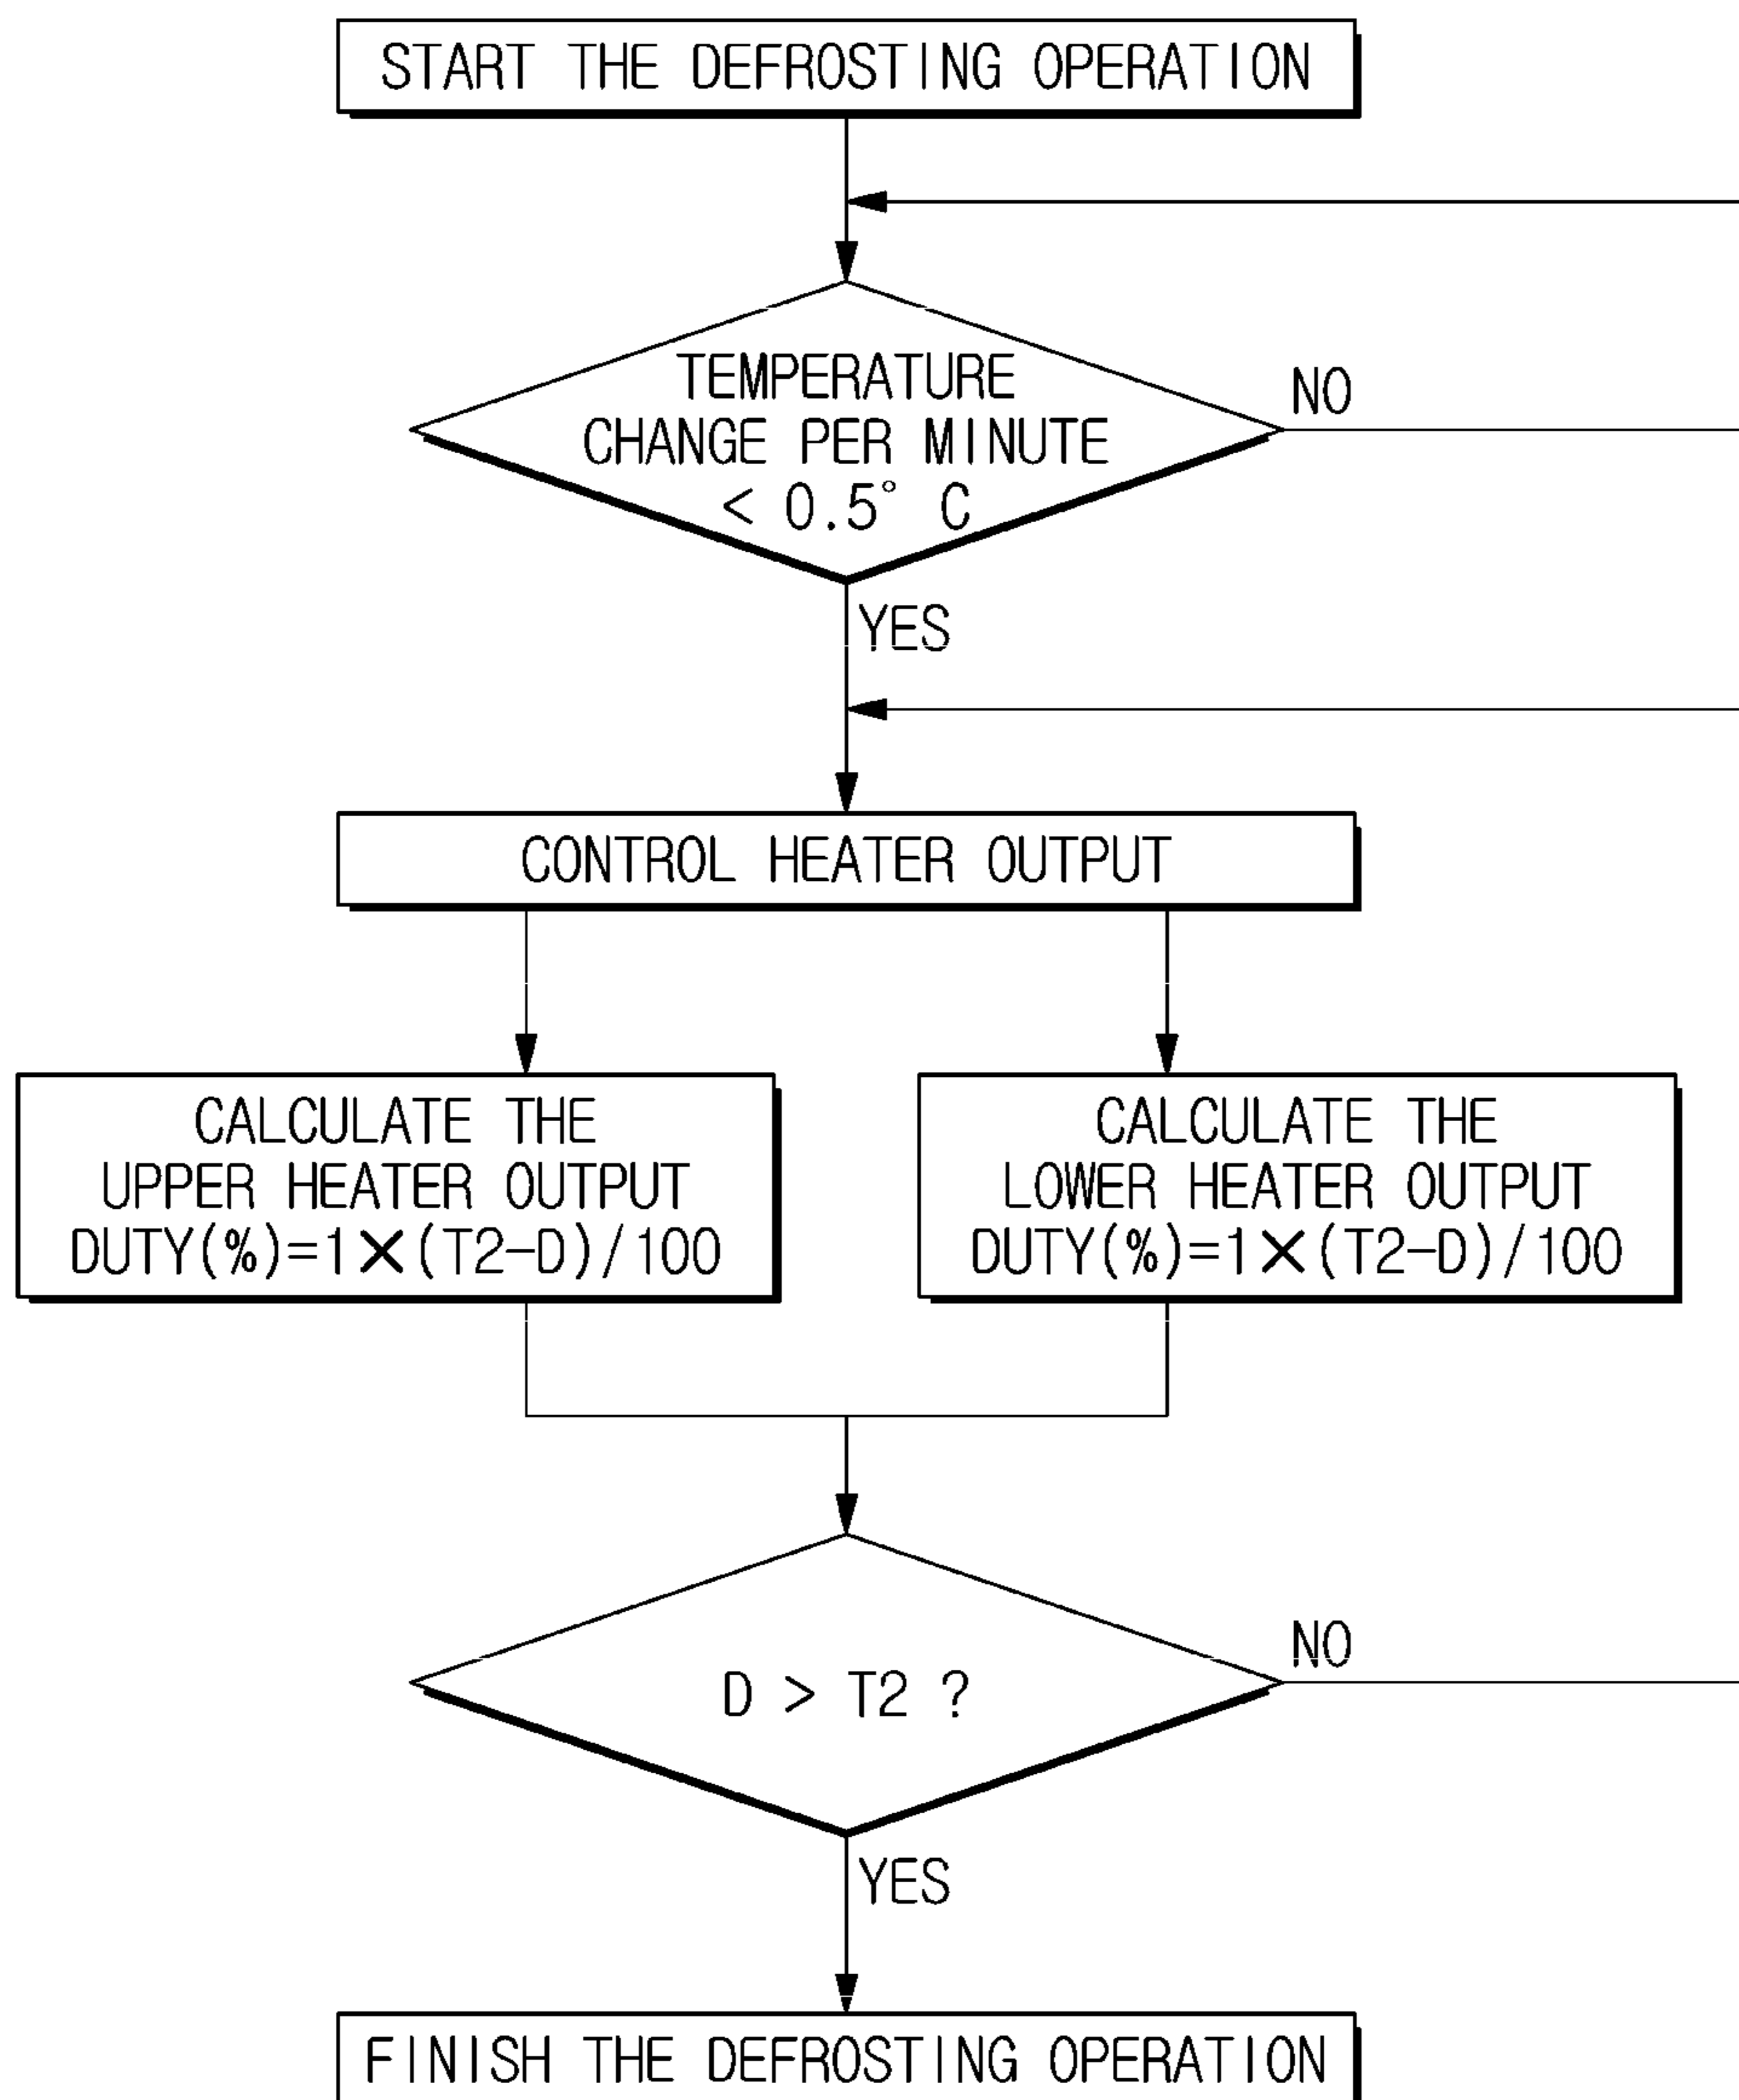 START THE DEFROSTING OPERATION
TEMPERATURE
CHANGE PER MINUTE
< 0.5° C
NO
YES
CONTROL HEATER OUTPUT
CALCULATE THE
UPPER HEATER OUTPUT
DUTY(%)=1×(T2-D)/100
CALCULATE THE
LOWER HEATER OUTPUT
DUTY(%)=1×(T2-D)/100
D > T2 ?
NO
YES
FINISH THE DEFROSTING OPERATION